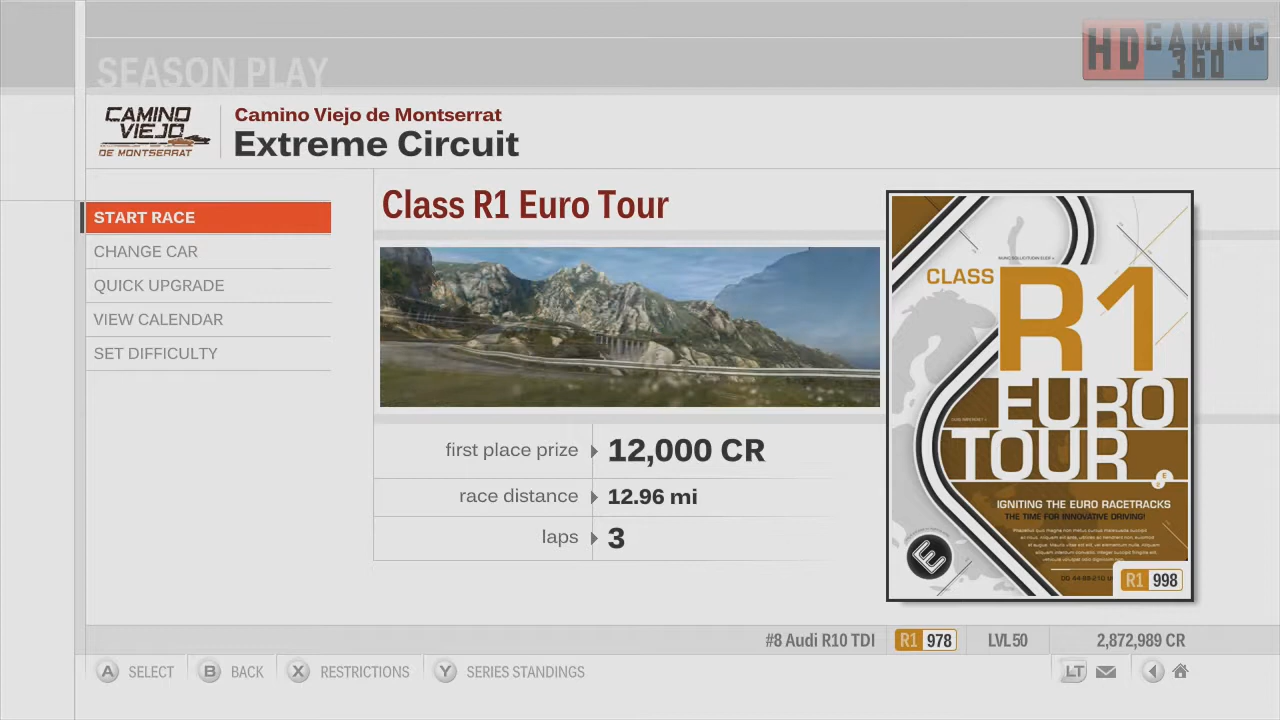 SEASON PLAY
HD GAMING 360
CAMINO VIEJO DE MONTSERRAT
Camino Viejo de Montserrat
Extreme Circuit
START RACE
CHANGE CAR
QUICK UPGRADE
VIEW CALENDAR
SET DIFFICULTY
Class R1 Euro Tour
first place prize 12,000 CR
race distance 12.96 mi
laps 3
CLASS
R1
EURO
TOUR
IGNITING THE EURO RACETRACKS
THE TIME FOR INNOVATIVE DRIVING!
E
R1 998
#8 Audi R10 TDI R1 978 LVL50 2,872,989 CR
A SELECT B BACK X RESTRICTIONS Y SERIES STANDINGS LT